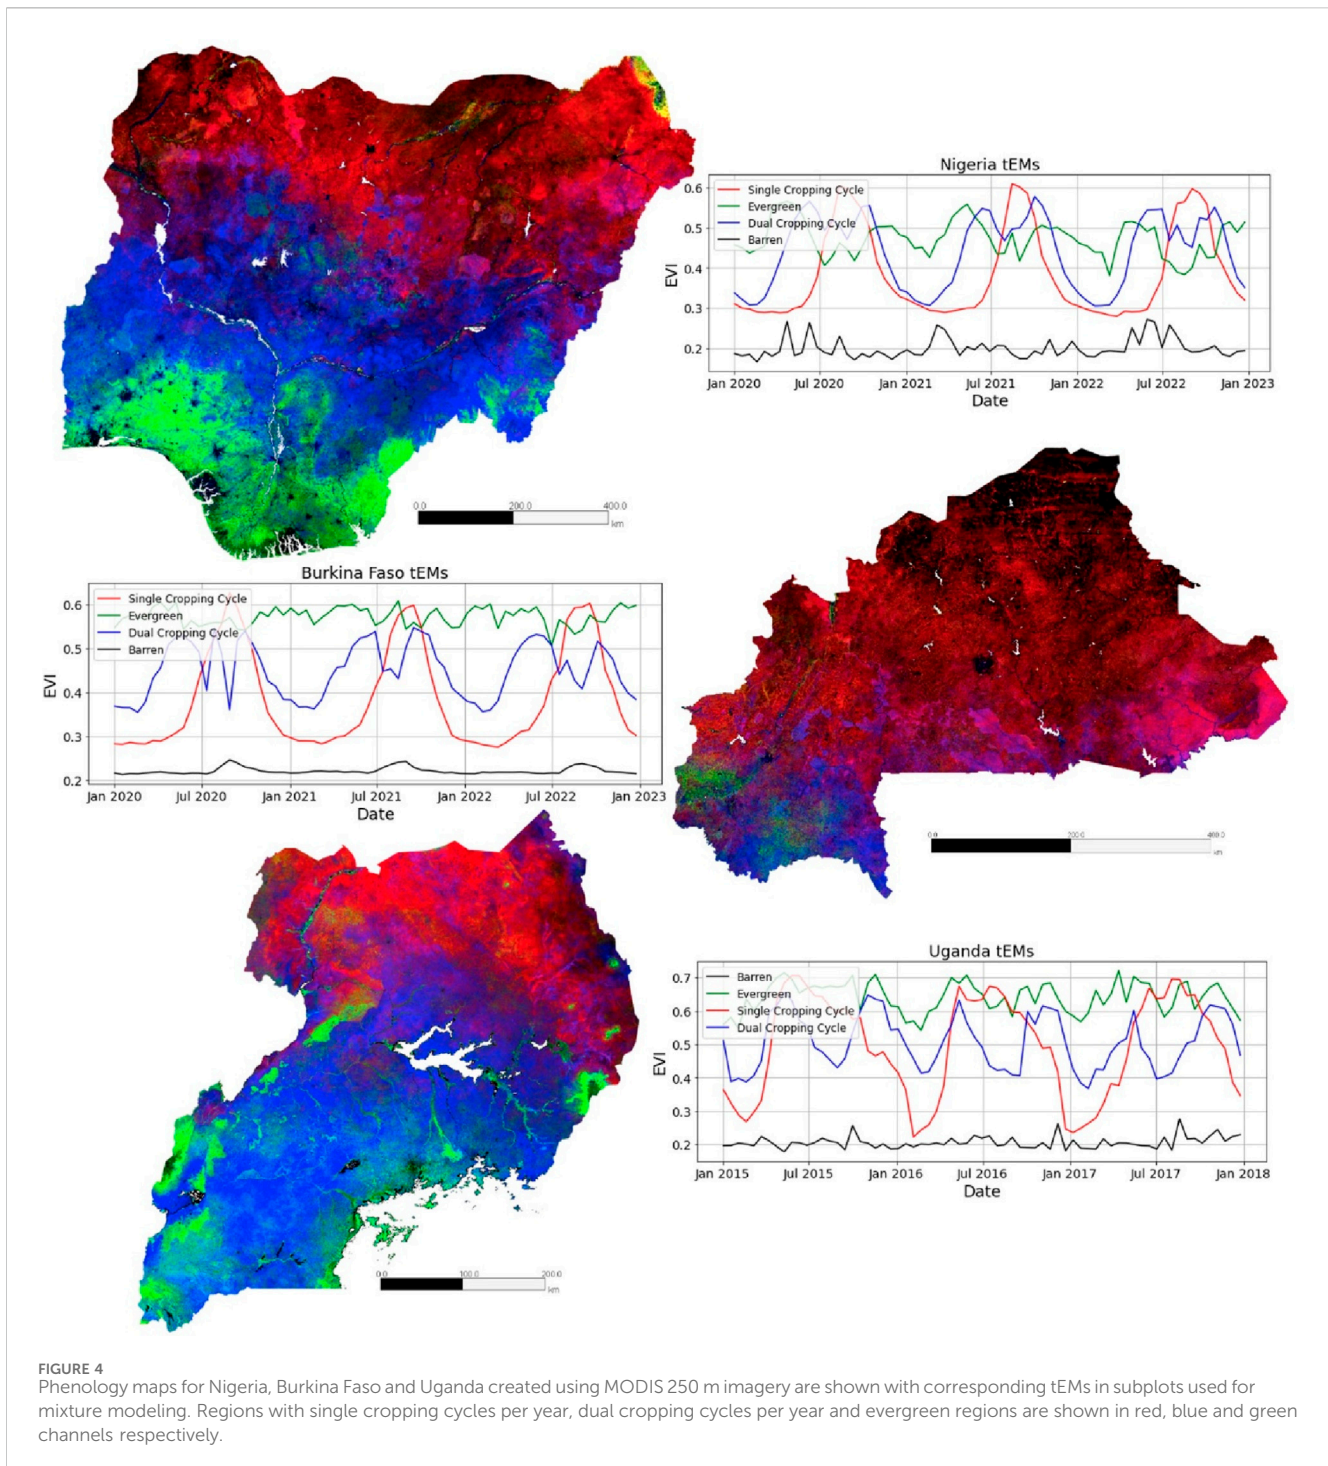 Nigeria tEMs
Single Cropping Cycle
Evergreen
Dual Cropping Cycle
Barren
EVI
0.6
0.5
0.4
0.3
0.2
Jan 2020 Jul 2020 Jan 2021 Jul 2021 Jan 2022 Jul 2022 Jan 2023
Date
0.0 200.0 400.0
km
Burkina Faso tEMs
Single Cropping Cycle
Evergreen
Dual Cropping Cycle
Barren
EVI
0.6
0.5
0.4
0.3
0.2
Jan 2020 Jul 2020 Jan 2021 Jul 2021 Jan 2022 Jul 2022 Jan 2023
Date
0.0 200.0 400.0
km
Uganda tEMs
Barren
Evergreen
Single Cropping Cycle
Dual Cropping Cycle
EVI
0.7
0.6
0.5
0.4
0.3
0.2
Jan 2015 Jul 2015 Jan 2016 Jul 2016 Jan 2017 Jul 2017 Jan 2018
Date
0.0 100.0 200.0
km
FIGURE 4
Phenology maps for Nigeria, Burkina Faso and Uganda created using MODIS 250 m imagery are shown with corresponding tEMs in subplots used for
mixture modeling. Regions with single cropping cycles per year, dual cropping cycles per year and evergreen regions are shown in red, blue and green
channels respectively.